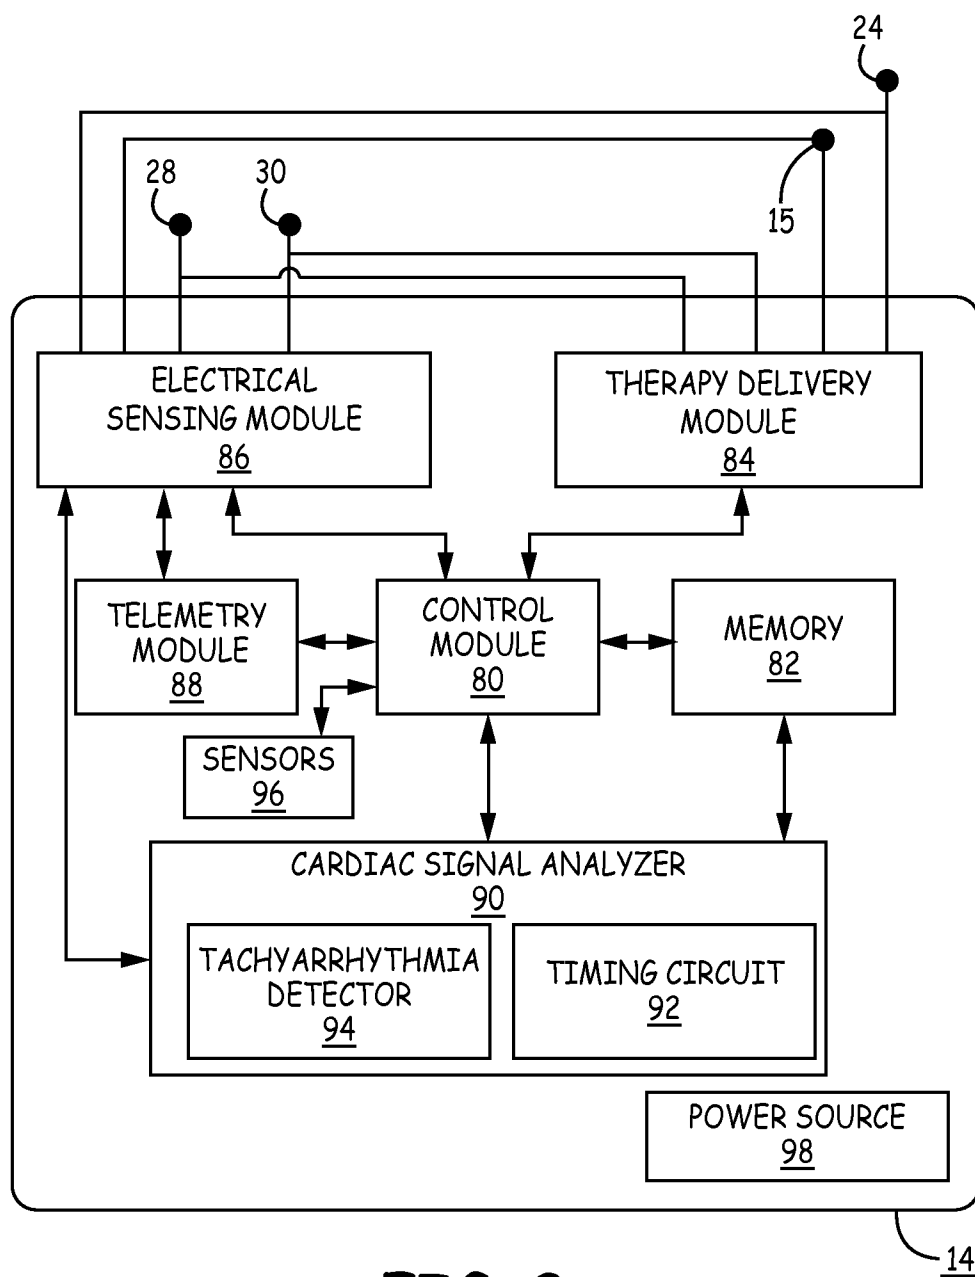 24
28
30
15
ELECTRICAL
SENSING MODULE
86
THERAPY DELIVERY
MODULE
84
TELEMETRY
MODULE
88
CONTROL
MODULE
80
MEMORY
82
SENSORS
96
CARDIAC SIGNAL ANALYZER
90
TACHYARRHYTHMIA
DETECTOR
94
TIMING CIRCUIT
92
POWER SOURCE
98
14